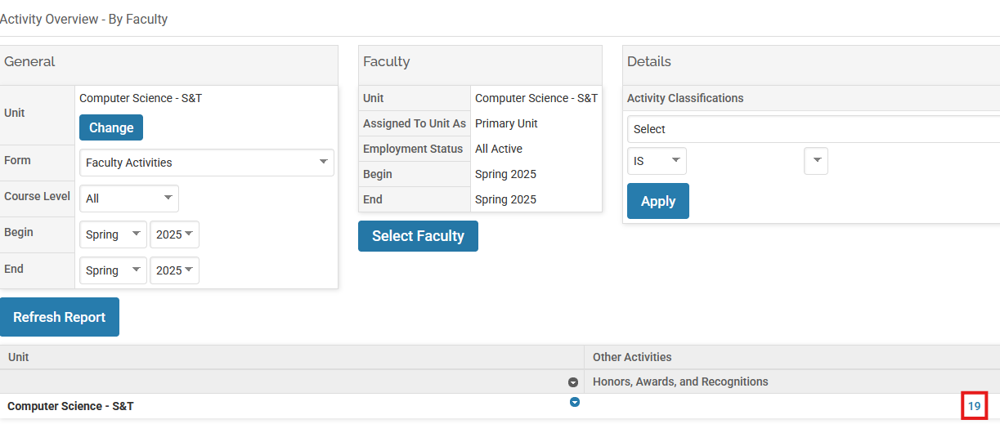 Activity Overview - By Faculty
General
Unit
Computer Science - S&T
Change
Form
Faculty Activities
Course Level
All
Begin
Spring 2025
End
Spring 2025
Refresh Report
Faculty
Unit Computer Science - S&T
Assigned To Unit As Primary Unit
Employment Status All Active
Begin Spring 2025
End Spring 2025
Select Faculty
Details
Activity Classifications
Select
IS
Apply
Unit Other Activities
Honors, Awards, and Recognitions
Computer Science - S&T 19